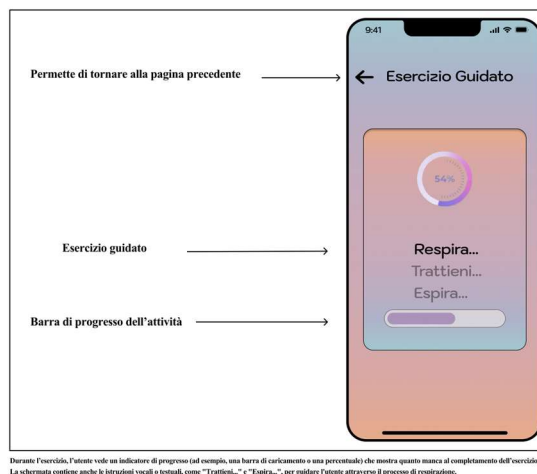 9:41
Permette di tornare alla pagina precedente
Esercizio Guidato
54%
Esercizio guidato
Respira...
Trattieni...
Espira...
Barra di progresso dell'attività
Durante l'esercizio, l'utente vede un indicatore di progresso (ad esempio, una barra di caricamento o una percentuale) che mostra quanto manca al completamento dell'esercizio
La schermata contiene anche le istruzioni vocali o testuali, come "Trattieni..." e "Espira...", per guidare l'utente attraverso il processo di respirazione.